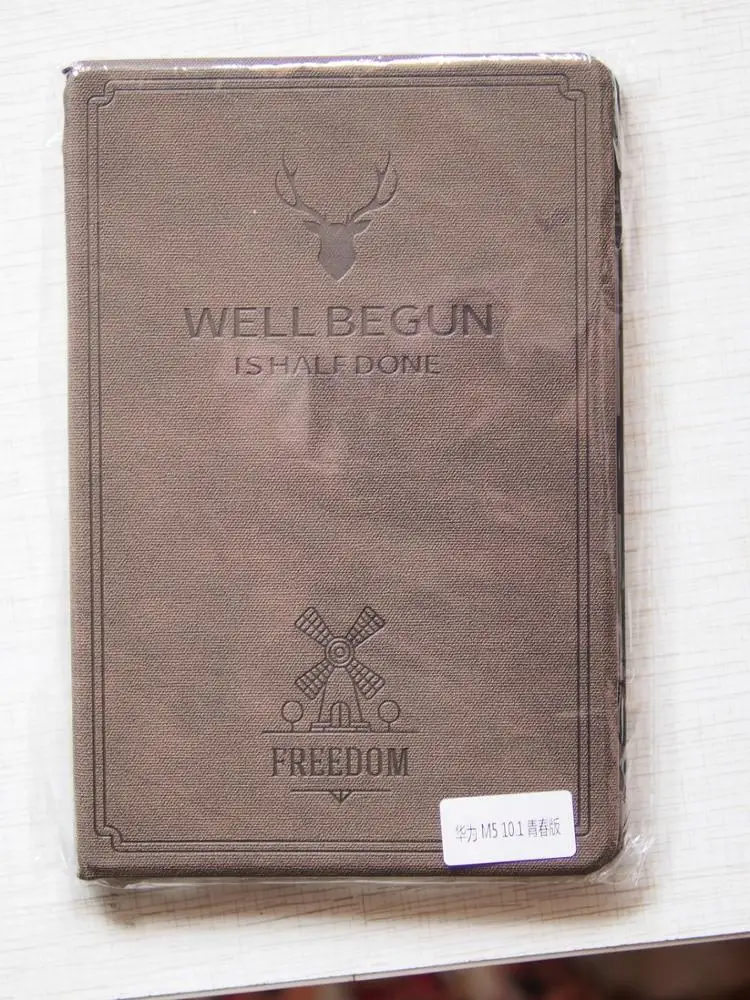 WELL BEGUN
IS HALF DONE
FREEDOM
华为 M5 10.1 青春版